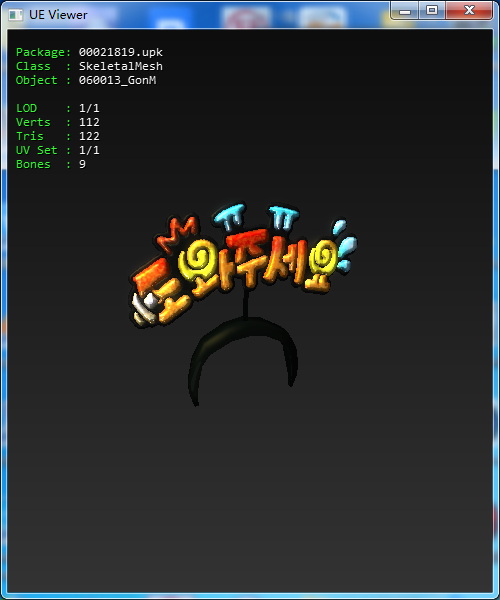 UE Viewer
Package: 00021819.upk
Class : SkeletalMesh
Object : 060013_GonM
LOD : 1/1
Verts : 112
Tris : 122
UV Set : 1/1
Bones : 9
ㅠ ㅠ
도와주세요